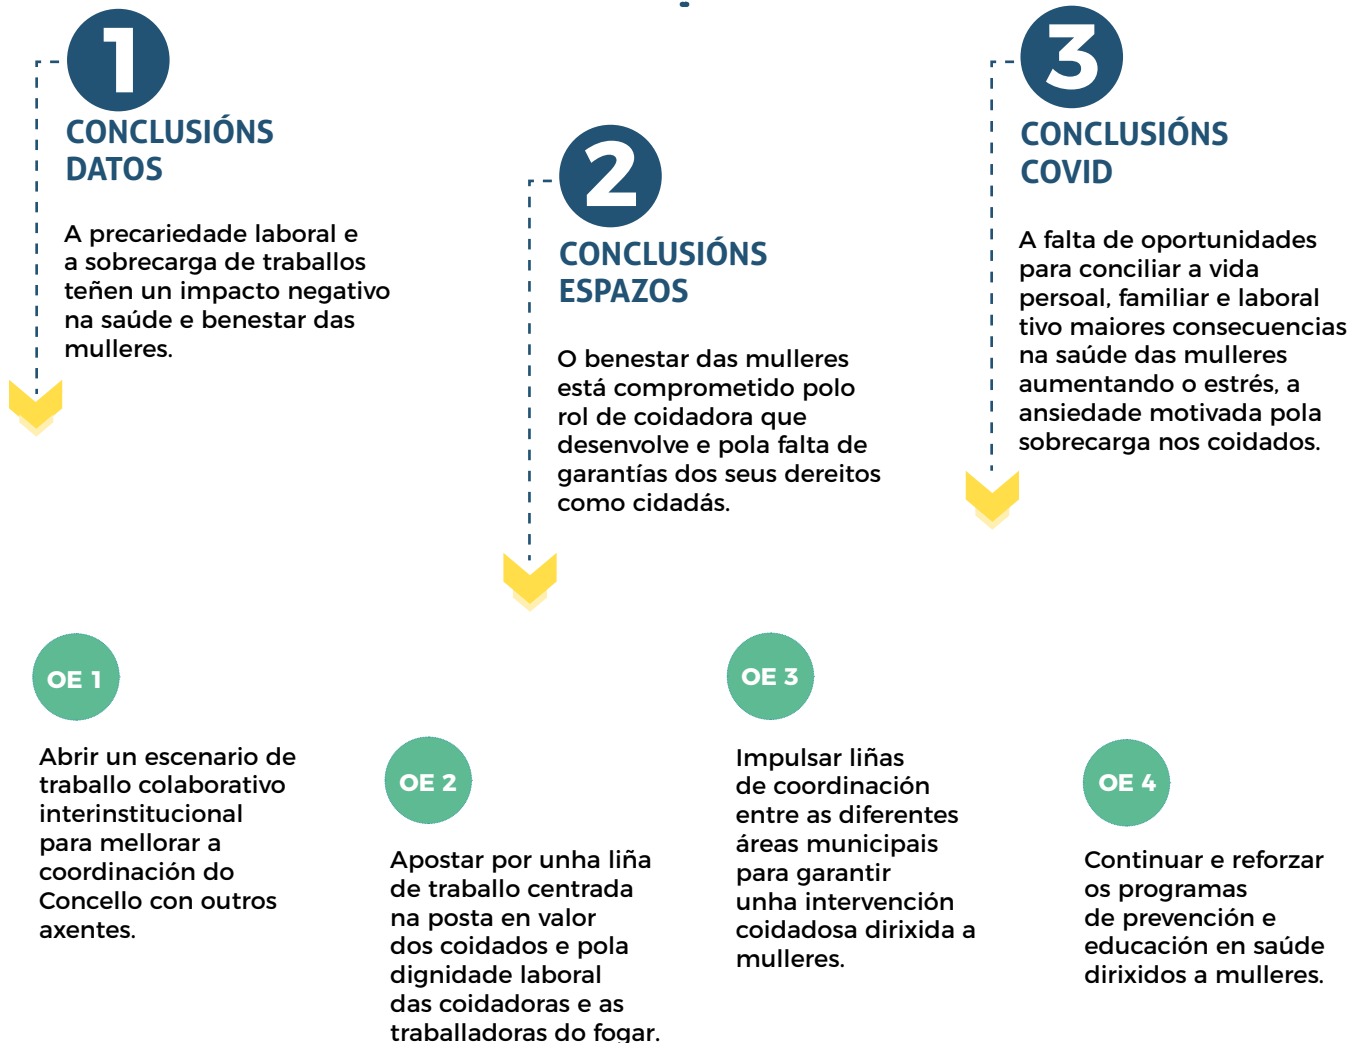 1
CONCLUSIÓNS
DATOS
A precariedade laboral e
a sobrecarga de traballos
teñen un impacto negativo
na saúde e benestar das
mulleres.
2
CONCLUSIÓNS
ESPAZOS
O benestar das mulleres
está comprometido polo
rol de coidadora que
desenvolve e pola falta de
garantías dos seus dereitos
como cidadás.
3
CONCLUSIÓNS
COVID
A falta de oportunidades
para conciliar a vida
persoal, familiar e laboral
tivo maiores consecuencias
na saúde das mulleres
aumentando o estrés, a
ansiedade motivada pola
sobrecarga nos coidados.
OE 1
Abrir un escenario de
traballo colaborativo
interinstitucional
para mellorar a
coordinación do
Concello con outros
axentes.
OE 2
Apostar por unha liña
de traballo centrada
na posta en valor
dos coidados e pola
dignidade laboral
das coidadoras e as
traballadoras do fogar.
OE 3
Impulsar liñas
de coordinación
entre as diferentes
áreas municipais
para garantir
unha intervención
coidadosa dirixida a
mulleres.
OE 4
Continuar e reforzar
os programas
de prevención e
educación en saúde
dirixidos a mulleres.